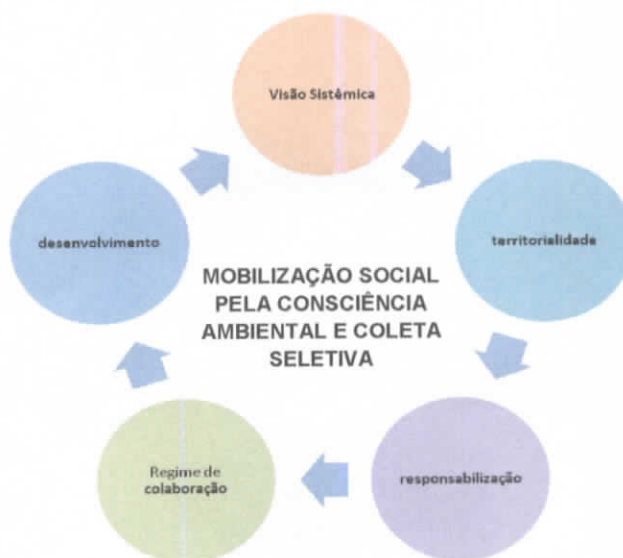 Visão Sistêmica
territorialidade
responsabilização
Regime de
colaboração
desenvolvimento
MOBILIZAÇÃO SOCIAL
PELA CONSCIÊNCIA
AMBIENTAL E COLETA
SELETIVA